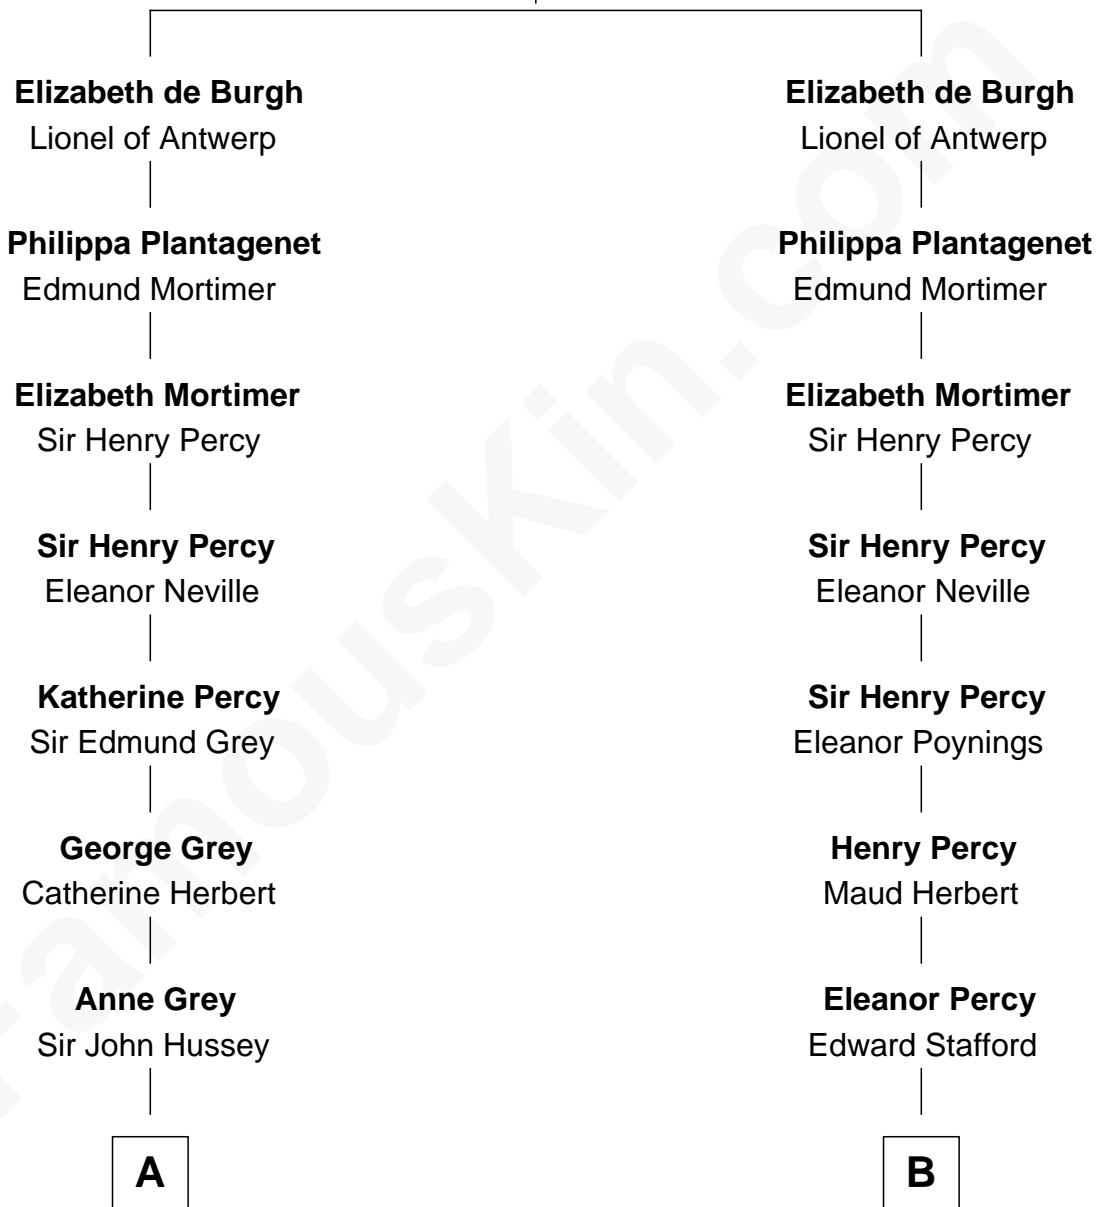 Elizabeth de Burgh
Lionel of Antwerp
Philippa Plantagenet
Edmund Mortimer
Elizabeth Mortimer
Sir Henry Percy
Sir Henry Percy
Eleanor Neville
Katherine Percy
Sir Edmund Grey
George Grey
Catherine Herbert
Anne Grey
Sir John Hussey
A
Elizabeth de Burgh
Lionel of Antwerp
Philippa Plantagenet
Edmund Mortimer
Elizabeth Mortimer
Sir Henry Percy
Sir Henry Percy
Eleanor Neville
Sir Henry Percy
Eleanor Poynings
Henry Percy
Maud Herbert
Eleanor Percy
Edward Stafford
B
FamousKin.com